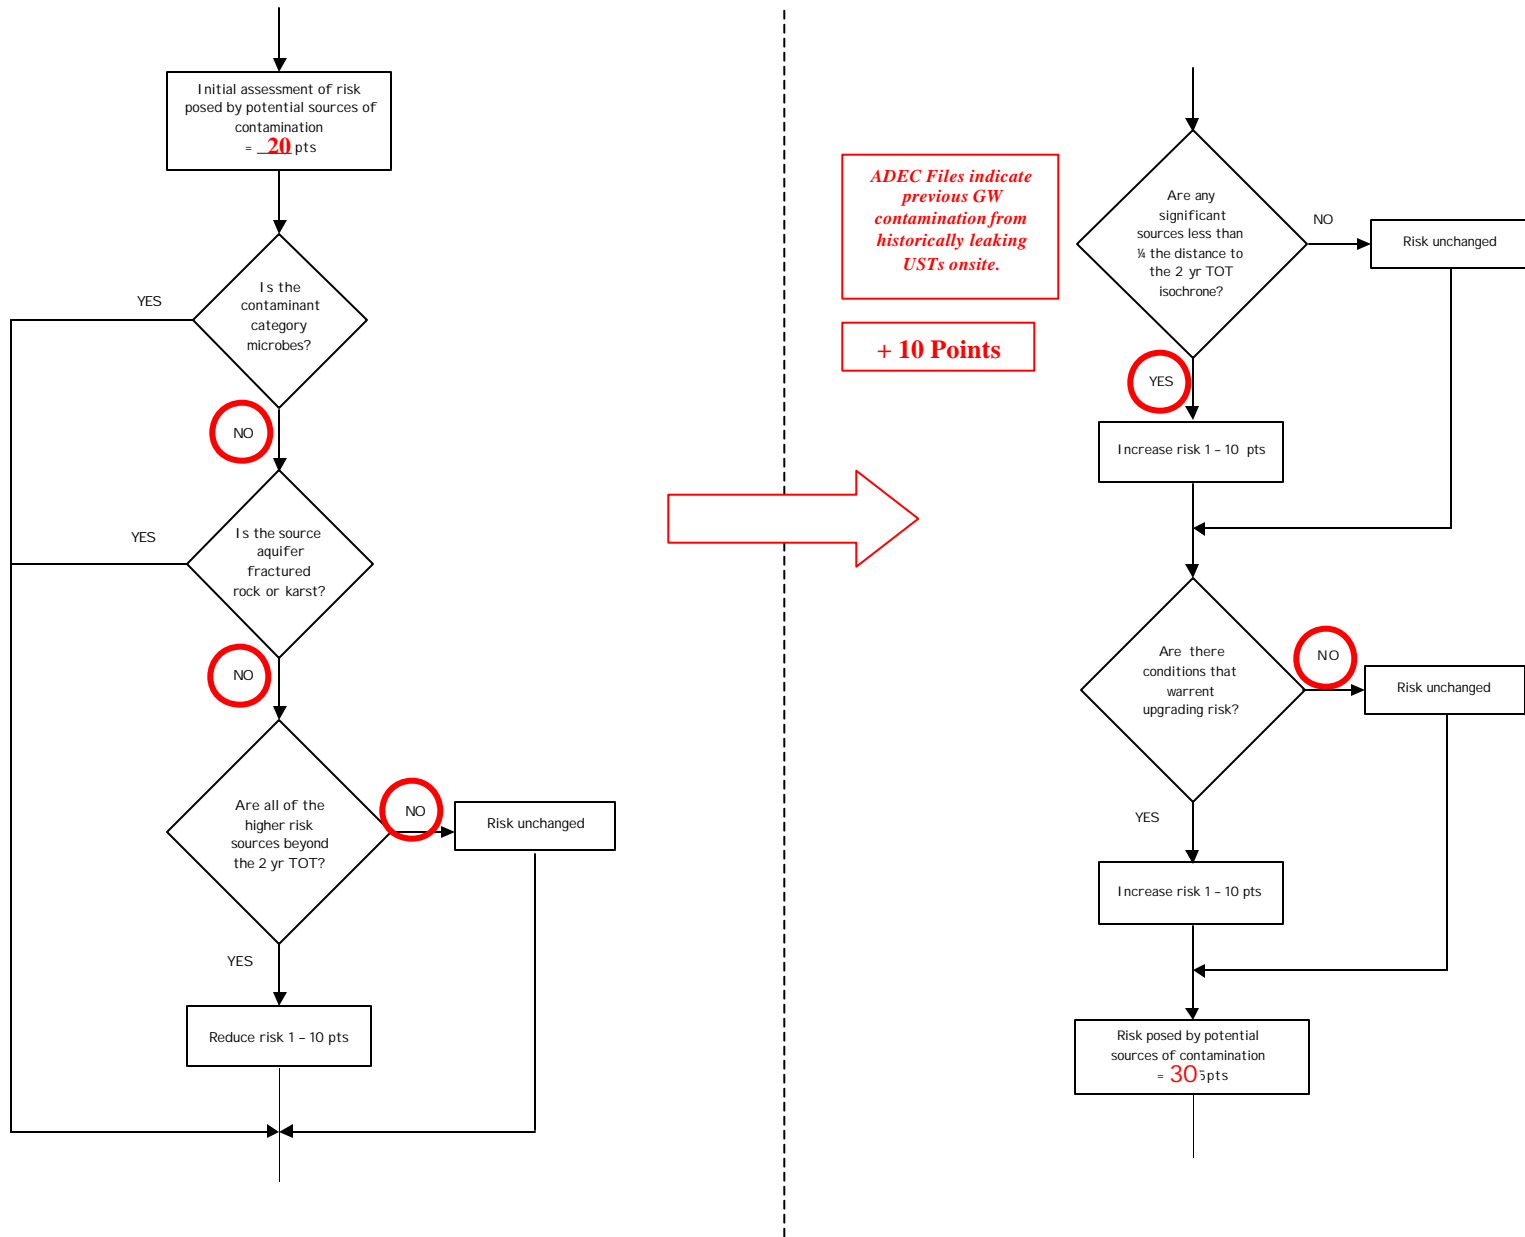 Initial assessment of risk
posed by potential sources of
contamination
= 20 pts
Is the
contaminant
category
microbes?
YES
NO
Is the source
aquifer
fractured
rock or karst?
YES
NO
Are all of the
higher risk
sources beyond
the 2 yr TOT?
NO
Risk unchanged
YES
Reduce risk 1 – 10 pts
ADEC Files indicate
previous GW
contamination from
historically leaking
USTs onsite.
+ 10 Points
Are any
significant
sources less than
¼ the distance to
the 2 yr TOT
isochrone?
NO
Risk unchanged
YES
Increase risk 1 – 10 pts
Are there
conditions that
warrent
upgrading risk?
NO
Risk unchanged
YES
Increase risk 1 – 10 pts
Risk posed by potential
sources of contamination
= 30 pts